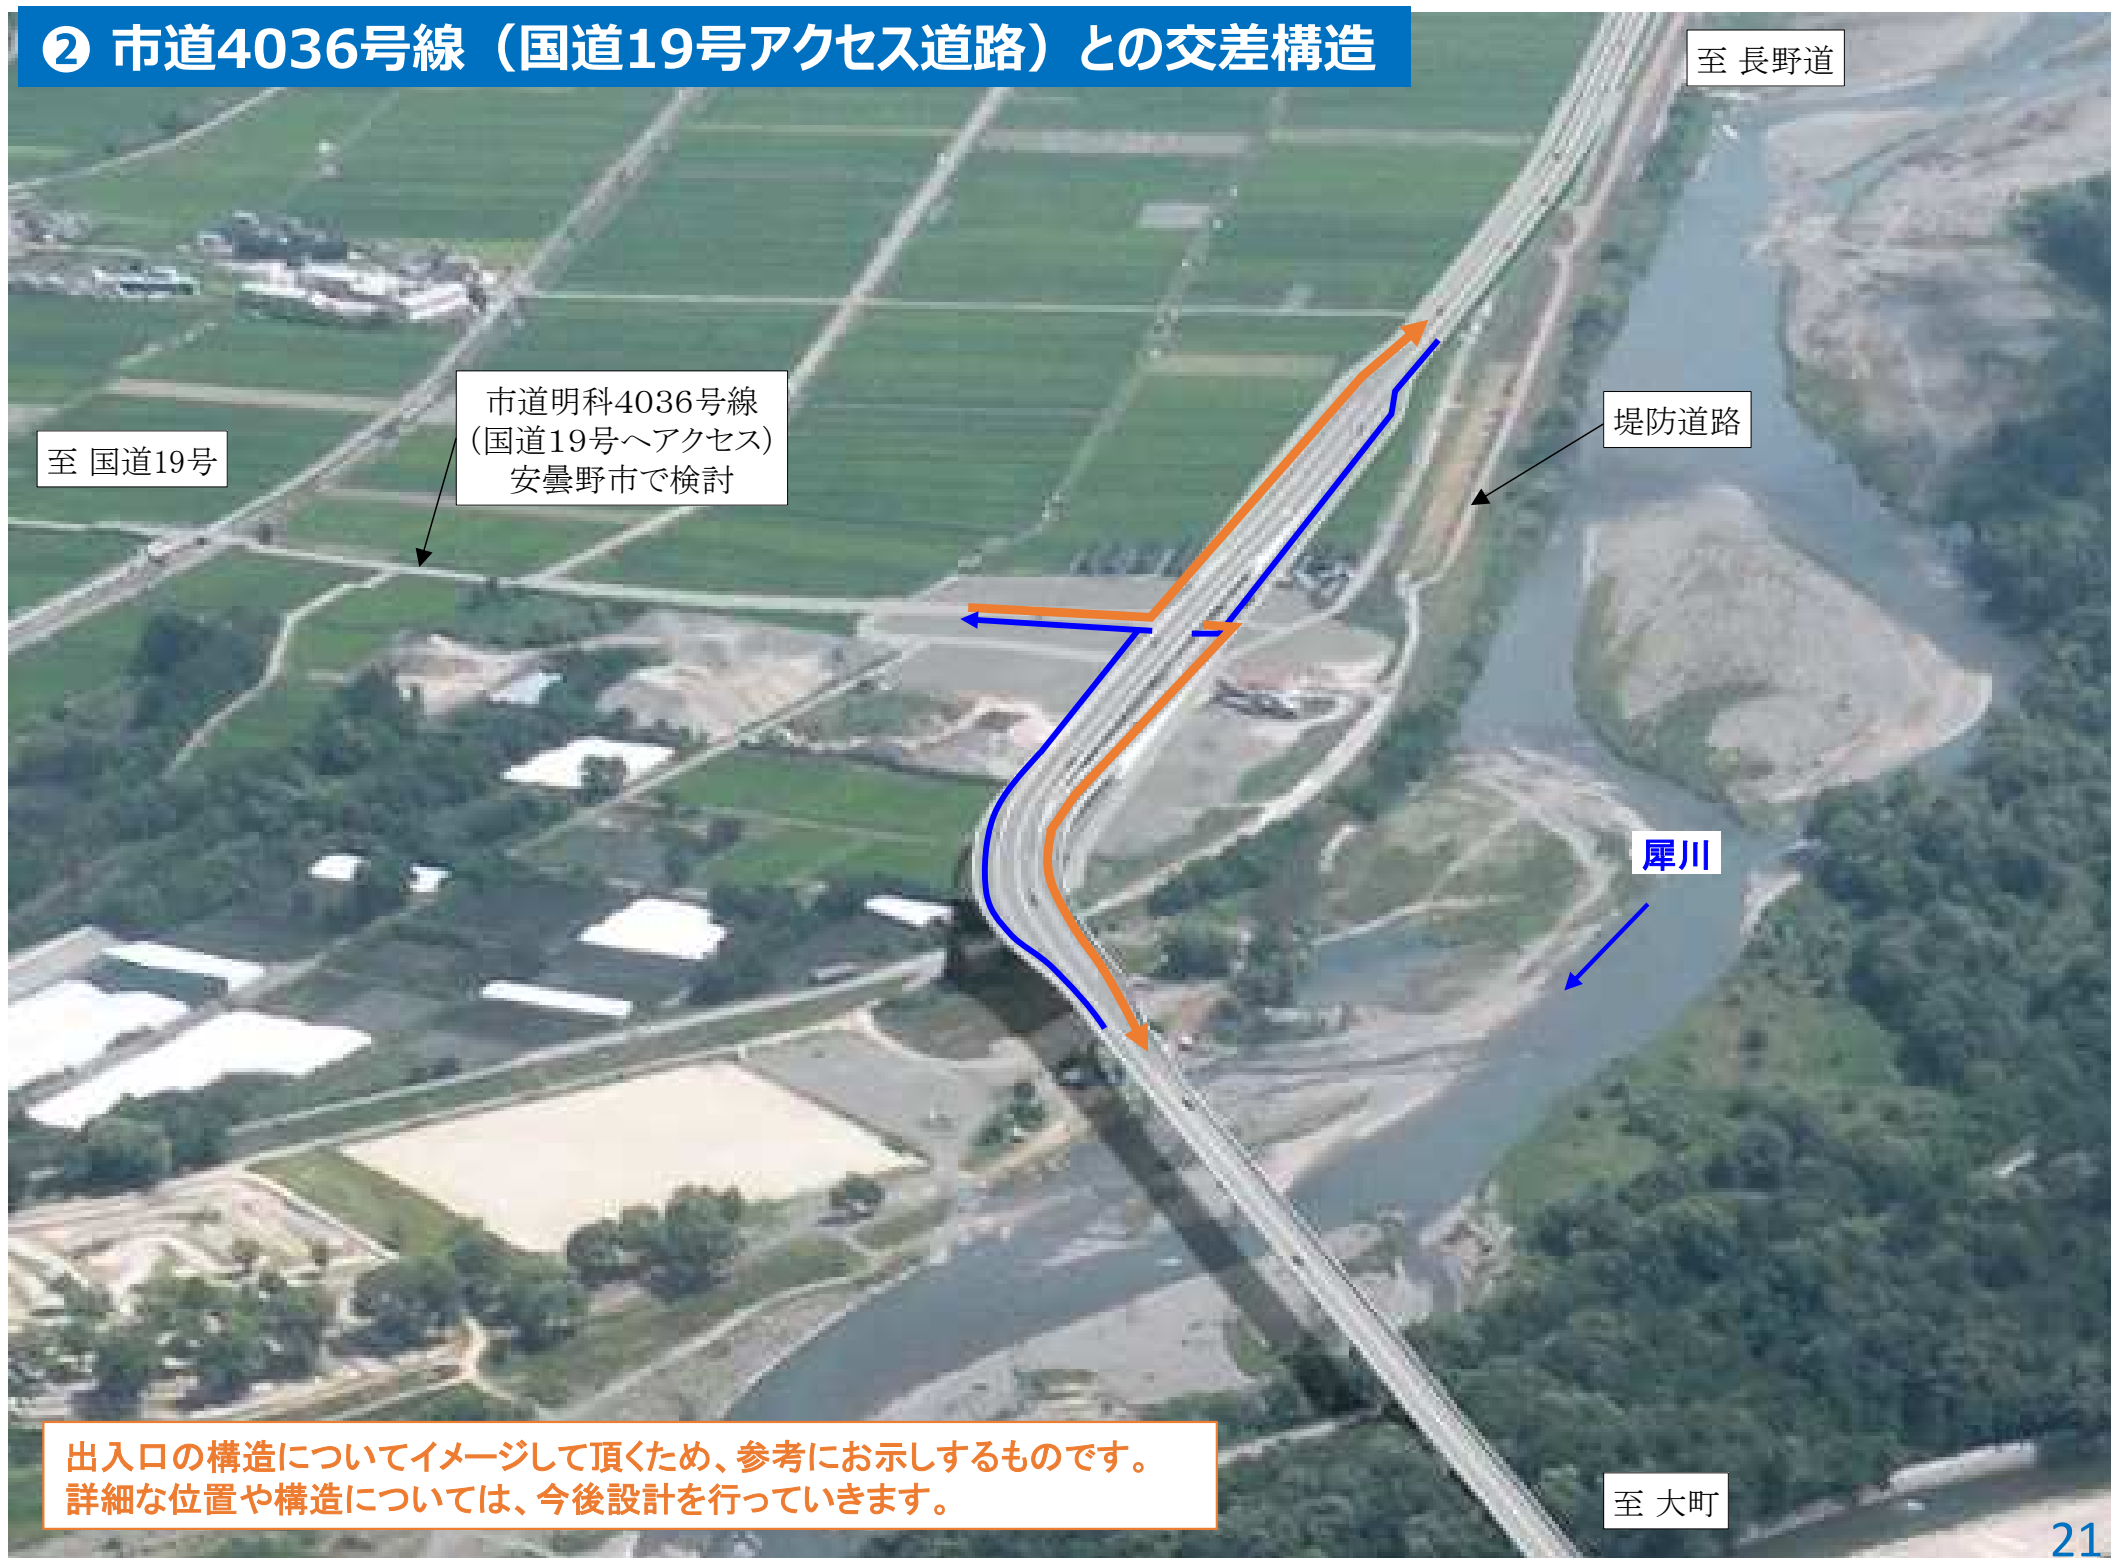 ❷ 市道4036号線（国道19号アクセス道路）との交差構造
至 長野道
市道明科4036号線
（国道19号へアクセス）
安曇野市で検討
至 国道19号
堤防道路
犀川
出入口の構造についてイメージして頂くため、参考にお示しするものです。
詳細な位置や構造については、今後設計を行っていきます。
至 大町
21